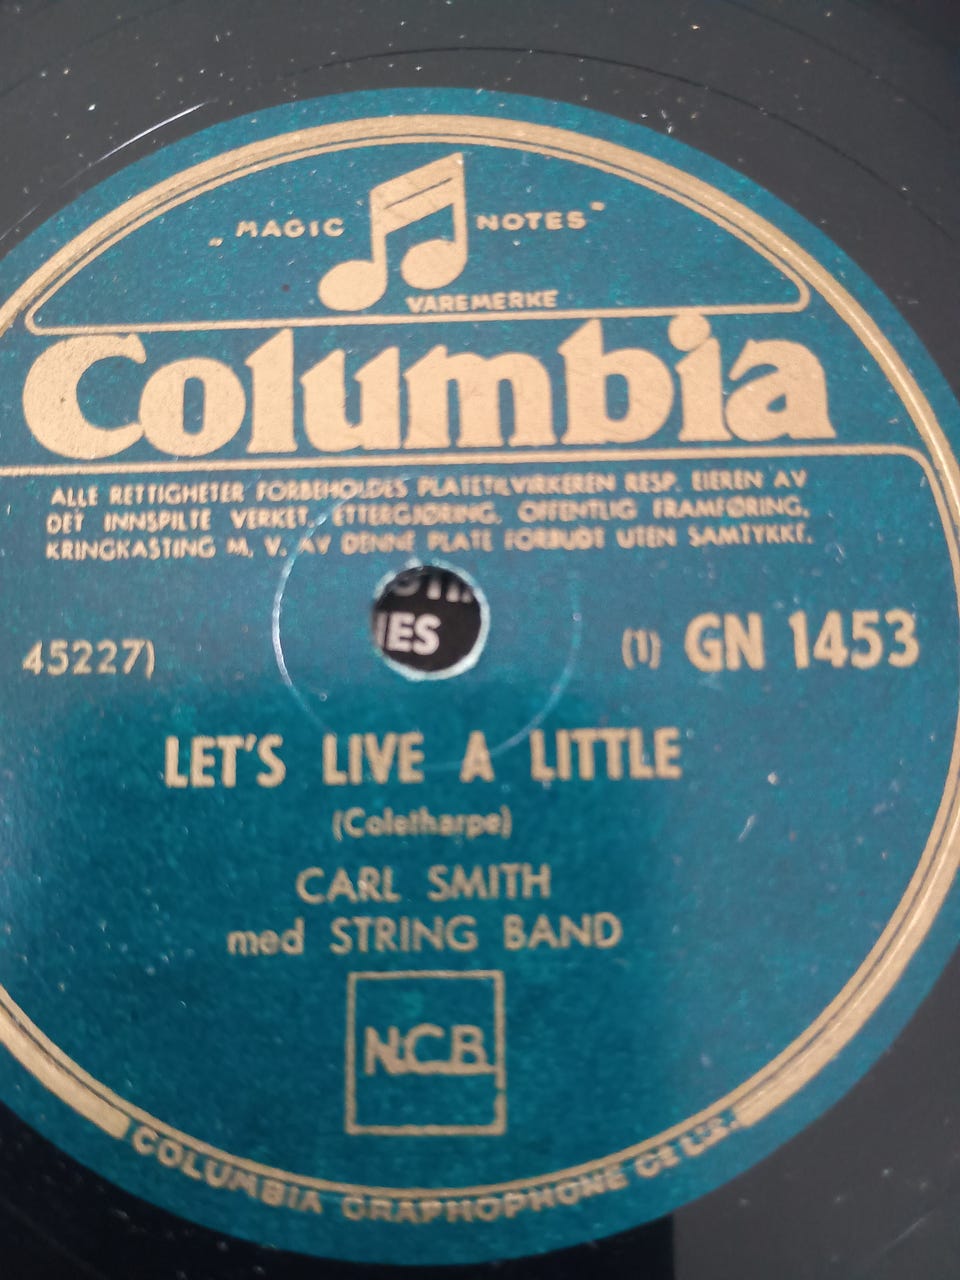 „ MAGIC NOTES "
VAREMERKE
Columbia
ALLE RETTIGHETER FORBEHOLDES PLATETILVIRKEREN RESP. EIEREN AV
DET INNSPILTE VERKET. ETTERGJØRING, OFFENTLIG FRAMFØRING,
KRINGKASTING M. V. AV DENNE PLATE FORBUDT UTEN SAMTYKKE.
IES
45227) (1) GN 1453
LET'S LIVE A LITTLE
(Coletharpe)
CARL SMITH
med STRING BAND
N.C.B.
COLUMBIA GRAPHOPHONE Co LTD.